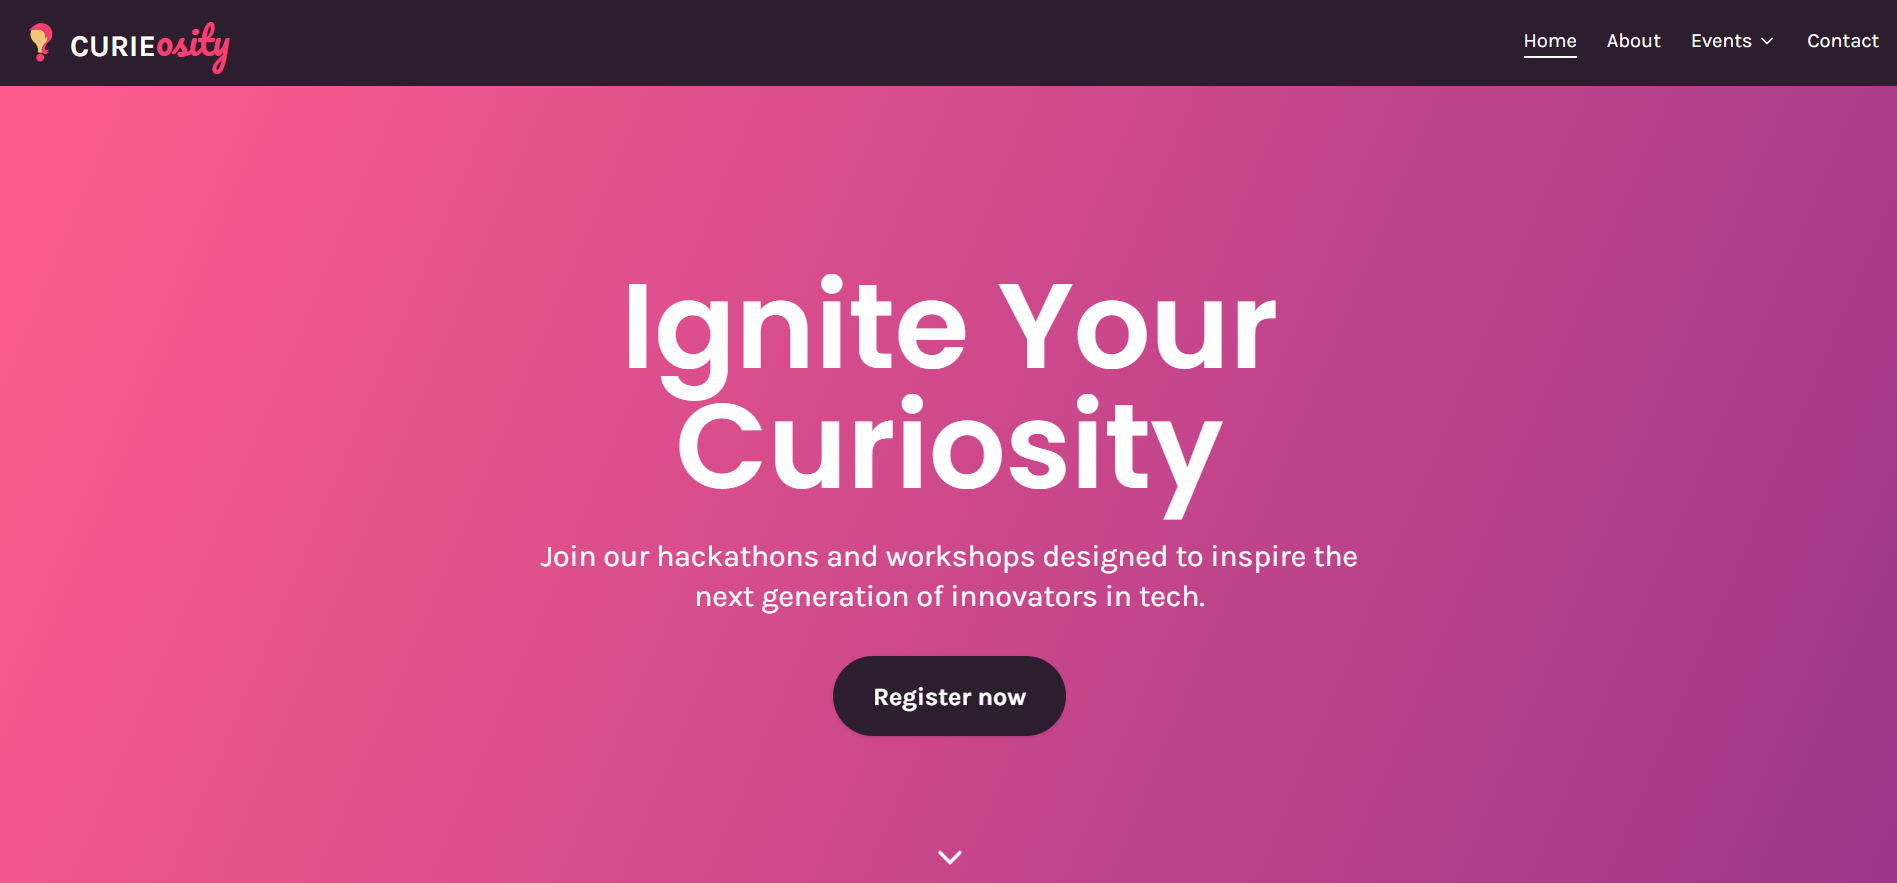 CURIEosity
Home About Events Contact
Ignite Your
Curiosity
Join our hackathons and workshops designed to inspire the
next generation of innovators in tech.
Register now